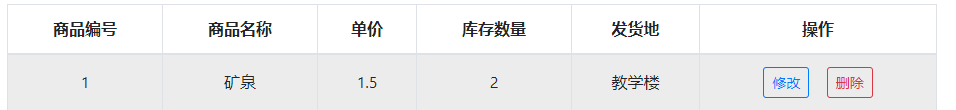 商品编号 商品名称 单价 库存数量 发货地 操作
1 矿泉 1.5 2 教学楼 修改 删除